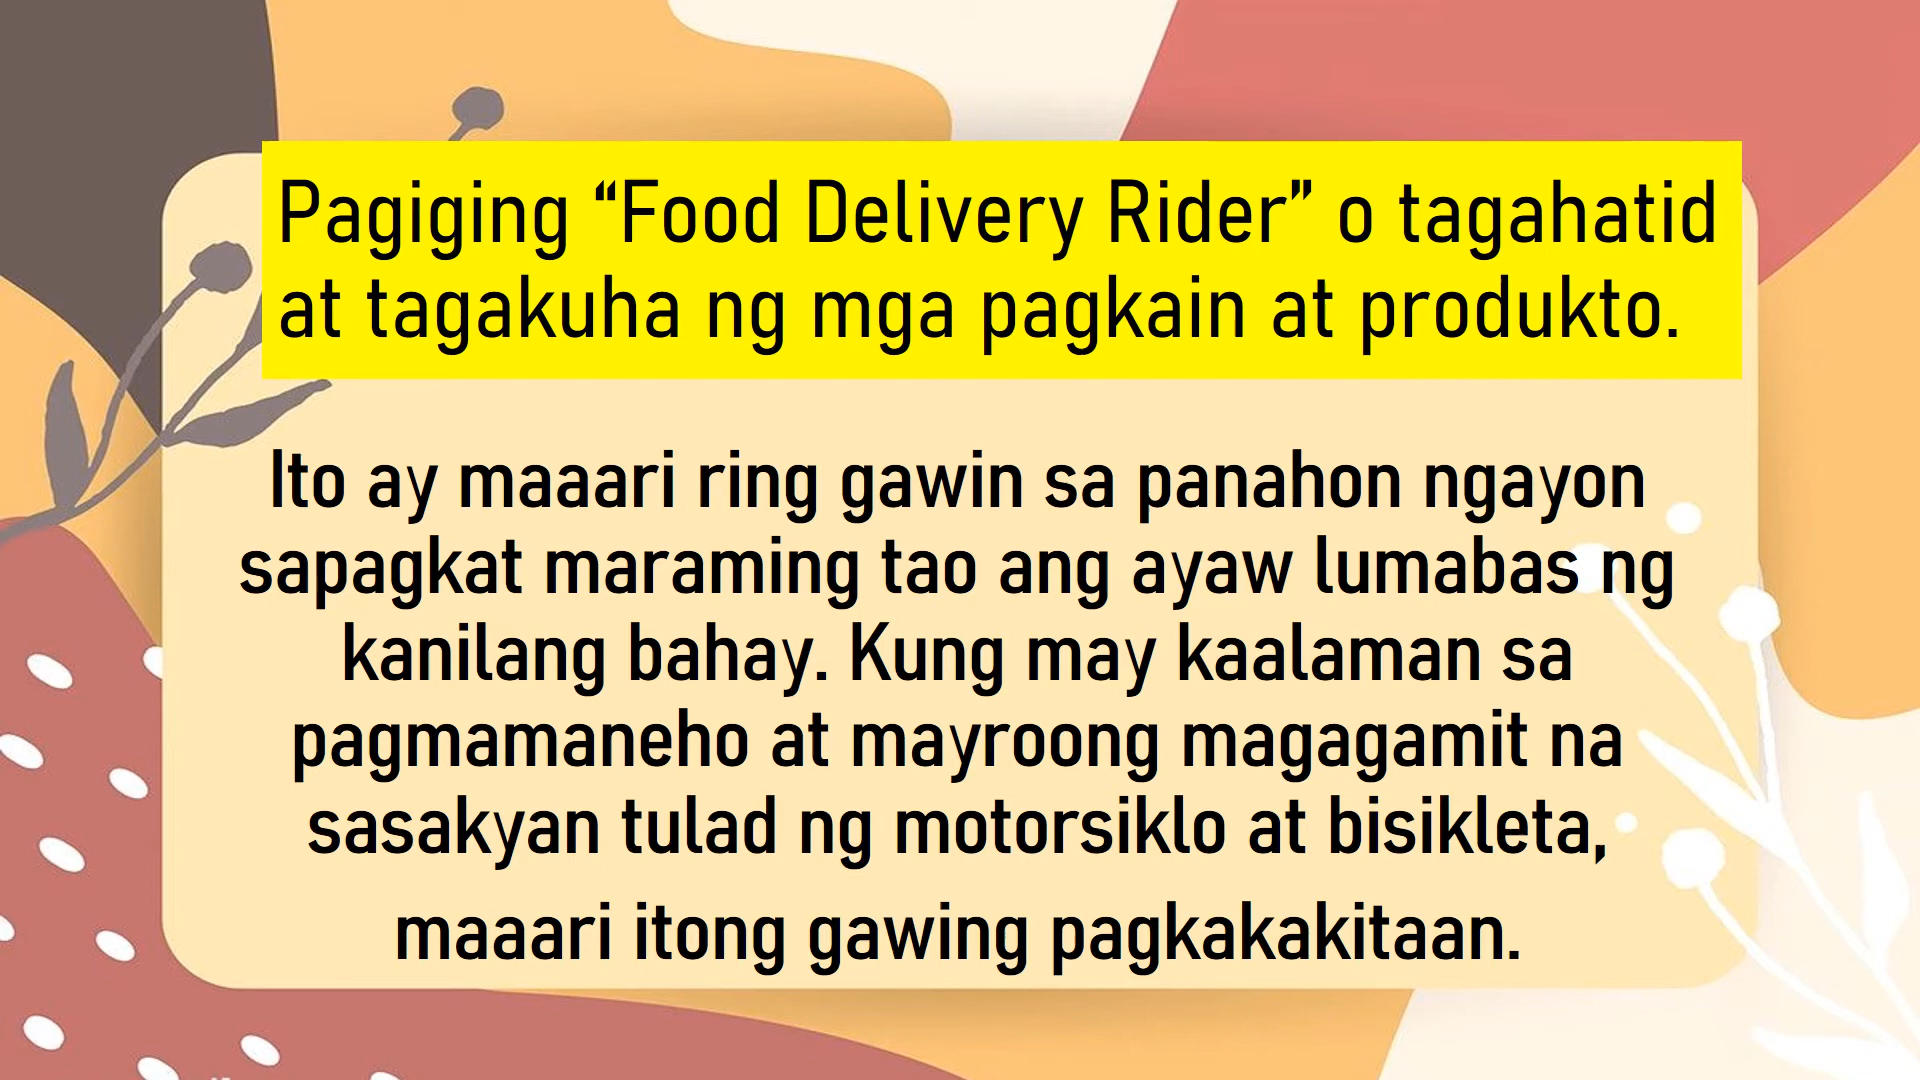 Pagiging “Food Delivery Rider” o tagahatid
at tagakuha ng mga pagkain at produkto.
Ito ay maaari ring gawin sa panahon ngayon
sapagkat maraming tao ang ayaw lumabas ng
kanilang bahay. Kung may kaalaman sa
pagmamaneho at mayroong magagamit na
sasakyan tulad ng motorsiklo at bisikleta,
maaari itong gawing pagkakakitaan.